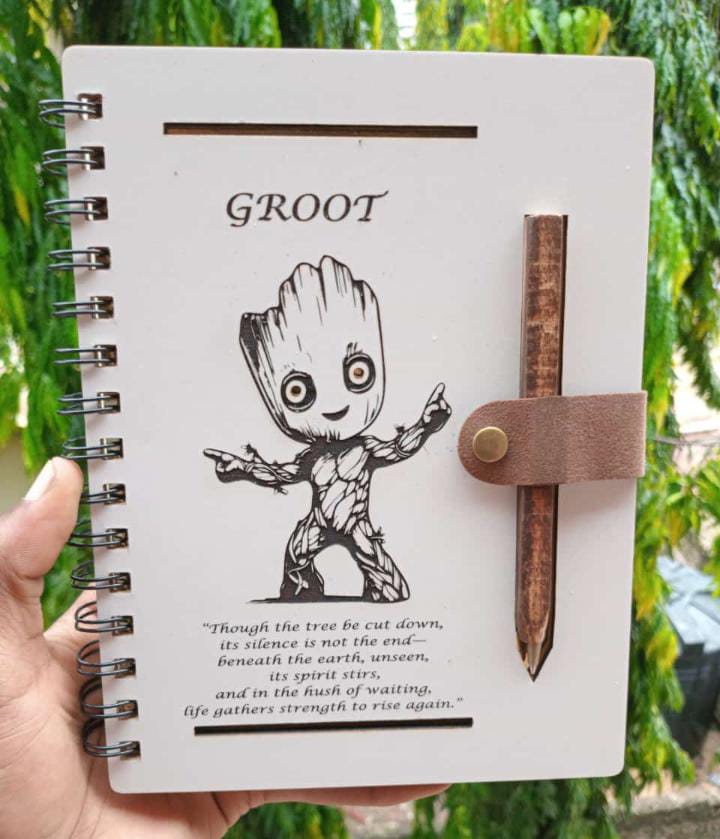 GROOT
“Though the tree be cut down,
its silence is not the end—
beneath the earth, unseen,
its spirit stirs,
and in the hush of waiting,
life gathers strength to rise again.”